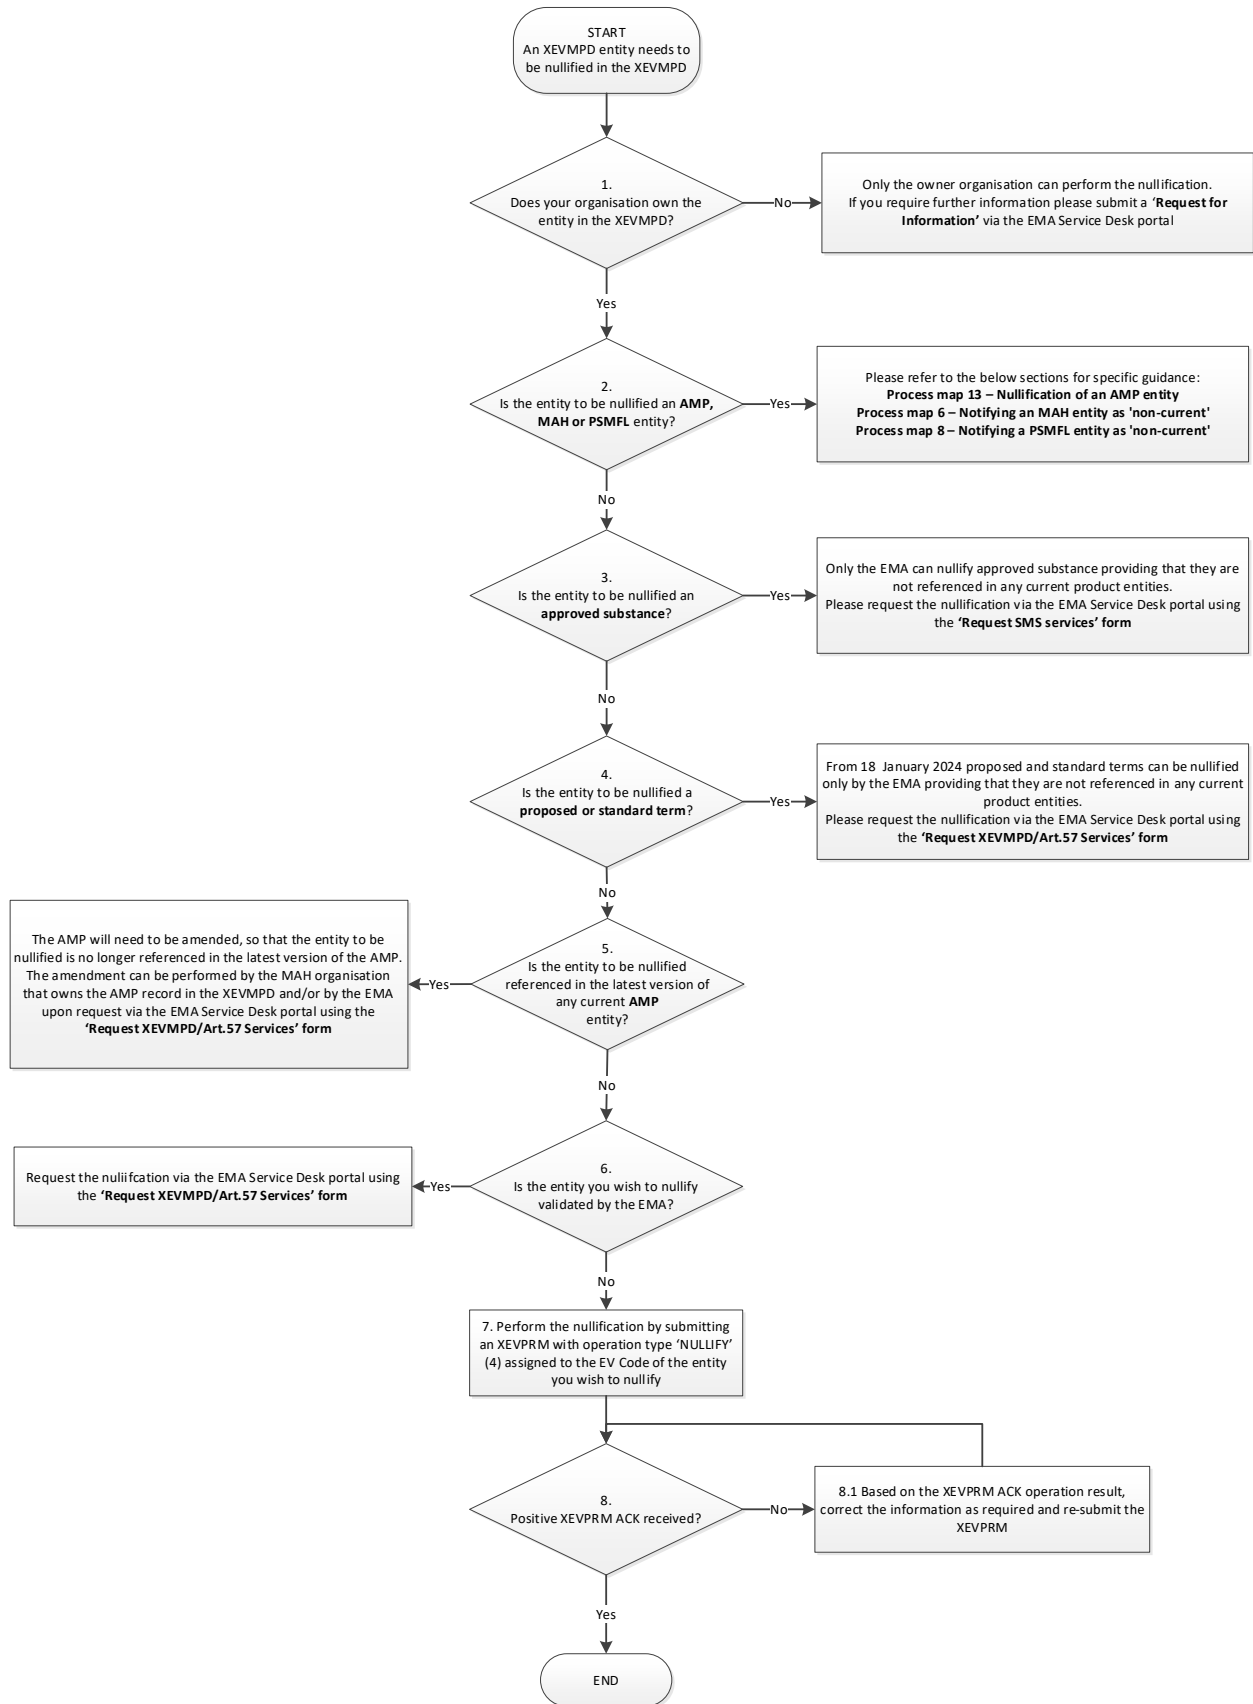 START
An XEVMPD entity needs to
be nullified in the XEVMPD
1.
Does your organisation own the
entity in the XEVMPD?
No
Only the owner organisation can perform the nullification.
If you require further information please submit a ‘Request for
Information’ via the EMA Service Desk portal
Yes
2.
Is the entity to be nullified an AMP,
MAH or PSMFL entity?
Yes
Please refer to the below sections for specific guidance:
Process map 13 – Nullification of an AMP entity
Process map 6 – Notifying an MAH entity as 'non-current'
Process map 8 – Notifying a PSMFL entity as 'non-current'
No
3.
Is the entity to be nullified an
approved substance?
Yes
Only the EMA can nullify approved substance providing that they are
not referenced in any current product entities.
Please request the nullification via the EMA Service Desk portal using
the ‘Request SMS services’ form
No
4.
Is the entity to be nullified a
proposed or standard term?
Yes
From 18 January 2024 proposed and standard terms can be nullified
only by the EMA providing that they are not referenced in any current
product entities.
Please request the nullification via the EMA Service Desk portal using
the ‘Request XEVMPD/Art.57 Services’ form
No
5.
Is the entity to be nullified
referenced in the latest version of
any current AMP
entity?
Yes
The AMP will need to be amended, so that the entity to be
nullified is no longer referenced in the latest version of the AMP.
The amendment can be performed by the MAH organisation
that owns the AMP record in the XEVMPD and/or by the EMA
upon request via the EMA Service Desk portal using the
‘Request XEVMPD/Art.57 Services’ form
No
6.
Is the entity you wish to nullify
validated by the EMA?
Yes
Request the nuliifcation via the EMA Service Desk portal using
the ‘Request XEVMPD/Art.57 Services’ form
No
7. Perform the nullification by submitting
an XEVPRM with operation type ‘NULLIFY’
(4) assigned to the EV Code of the entity
you wish to nullify
8.
Positive XEVPRM ACK received?
No
8.1 Based on the XEVPRM ACK operation result,
correct the information as required and re-submit the
XEVPRM
Yes
END